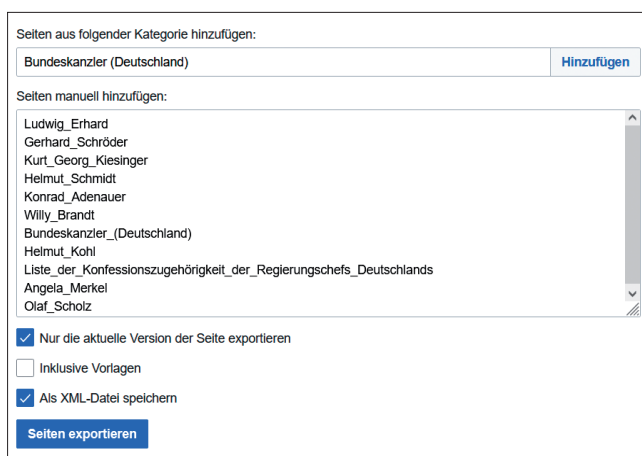 Seiten aus folgender Kategorie hinzufügen:
Bundeskanzler (Deutschland)
Hinzufügen
Seiten manuell hinzufügen:
Ludwig_Erhard
Gerhard_Schröder
Kurt_Georg_Kiesinger
Helmut_Schmidt
Konrad_Adenauer
Willy_Brandt
Bundeskanzler_(Deutschland)
Helmut_Kohl
Liste_der_Konfessionszugehörigkeit_der_Regierungschefs_Deutschlands
Angela_Merkel
Olaf_Scholz
Nur die aktuelle Version der Seite exportieren
Inklusive Vorlagen
Als XML-Datei speichern
Seiten exportieren